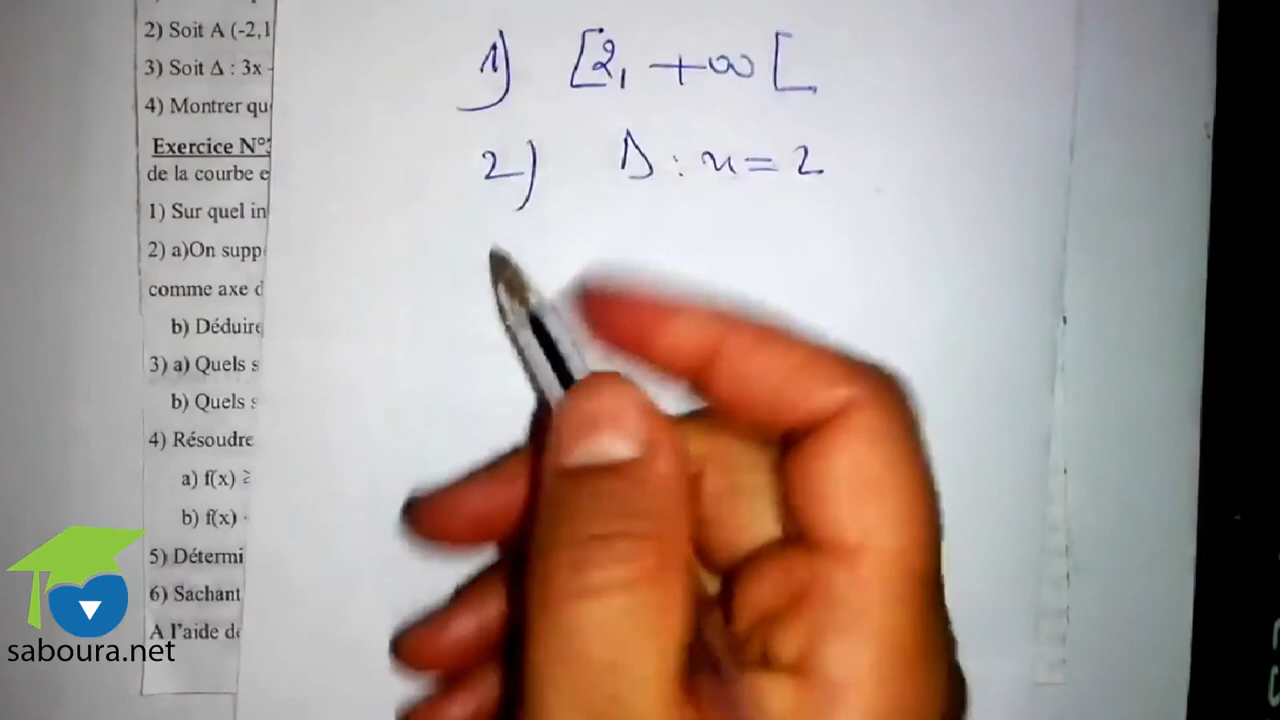 2) Soit A (-2,1
3) Soit Δ : 3x -
4) Montrer qu
Exercice N°3
de la courbe e
1) Sur quel in
2) a)On supp
comme axe d
b) Déduire
3) a) Quels s
b) Quels s
4) Résoudre
a) f(x) ≥
b) f(x)
5) Détermi
6) Sachant
A l'aide de
1) [2, +∞[
2) Δ : x = 2
saboura.net